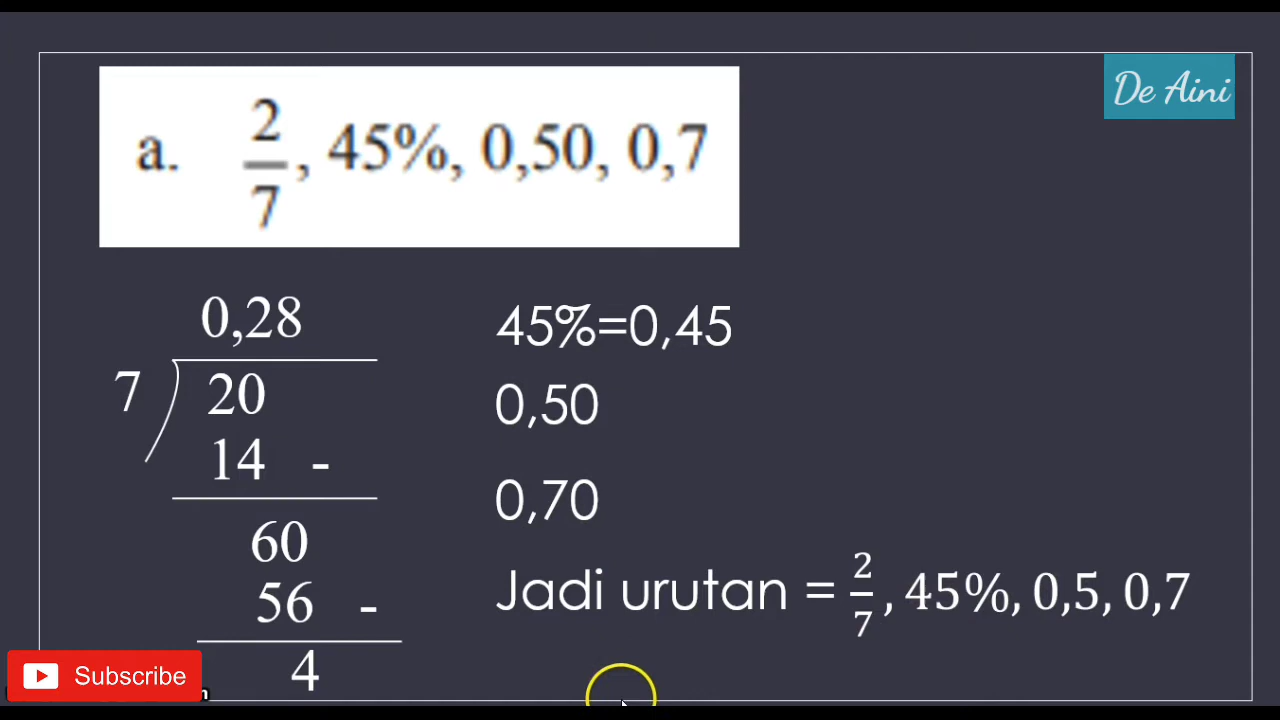 De Aini
a. 2/7, 45%, 0,50, 0,7
0,28
7 20
14 -
60
56 -
4
45%=0,45
0,50
0,70
Jadi urutan = 2/7, 45%, 0,5, 0,7
Subscribe